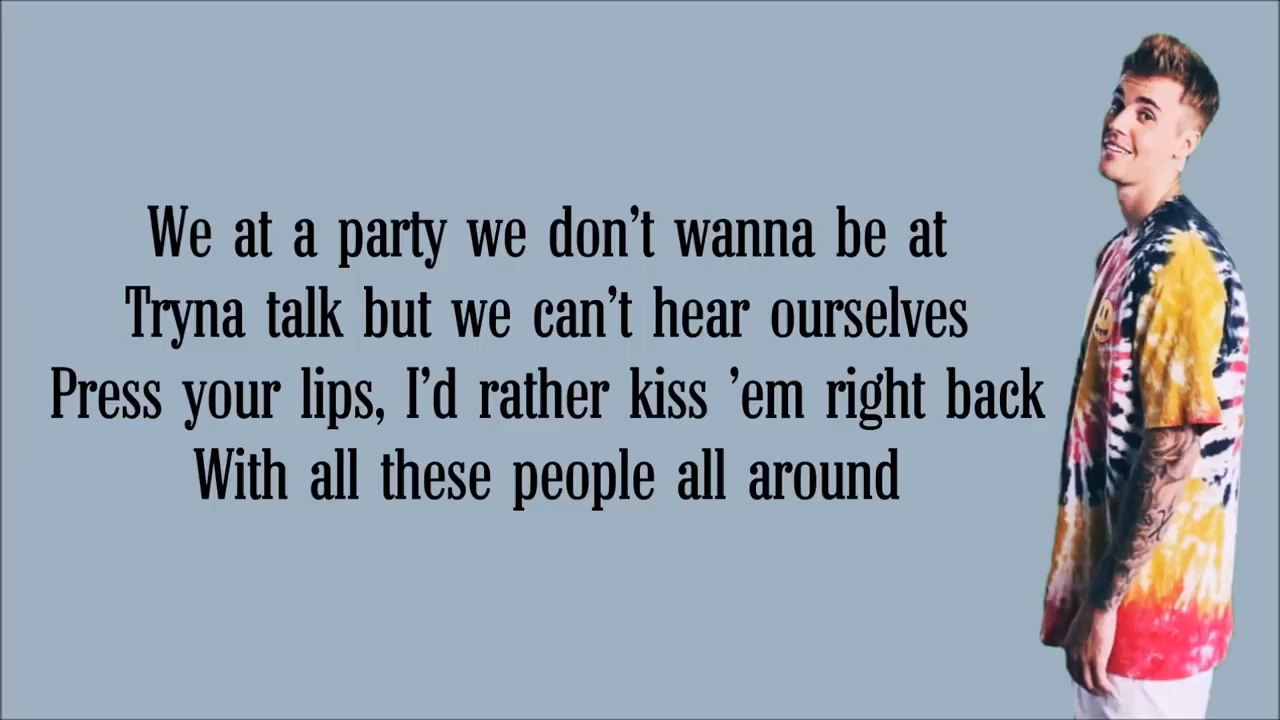 We at a party we don’t wanna be at
Tryna talk but we can’t hear ourselves
Press your lips, I’d rather kiss ’em right back
With all these people all around